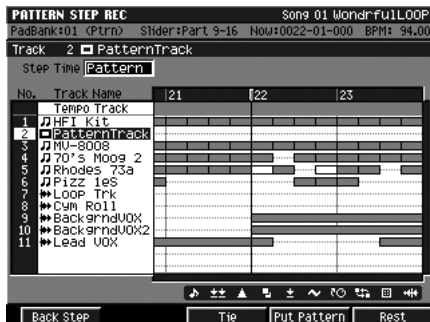 PATTERN STEP REC Song 01 WondrfulLOOP
PadBank:01 (Ptrn) Slider:Part 9-16 Now:0022-01-000 BPM: 94.00
Track 2 PatternTrack
Step Time Pattern
No. Track Name 21 22 23
Tempo Track
1 HFI Kit
2 PatternTrack
3 MV-8008
4 70's Moog 2
5 Rhodes 73a
6 Pizz 1eS
7 Loop Trk
8 Cym Roll
9 BackgrndVOX
10 BackgrndVOX2
11 Lead VOX
Back Step Tie Put Pattern Rest